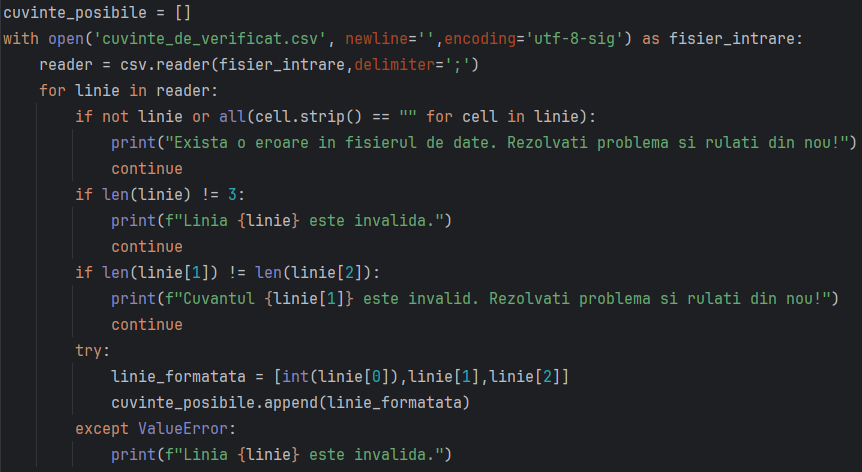 cuvinte_posibile = []
with open('cuvinte_de_verificat.csv', newline='',encoding='utf-8-sig') as fisier_intrare:
    reader = csv.reader(fisier_intrare,delimiter=';')
    for linie in reader:
        if not linie or all(cell.strip() == "" for cell in linie):
            print("Exista o eroare in fisierul de date. Rezolvati problema si rulati din nou!")
            continue
        if len(linie) != 3:
            print(f"Linia {linie} este invalida.")
            continue
        if len(linie[1]) != len(linie[2]):
            print(f"Cuvantul {linie[1]} este invalid. Rezolvati problema si rulati din nou!")
            continue
        try:
            linie_formatata = [int(linie[0]),linie[1],linie[2]]
            cuvinte_posibile.append(linie_formatata)
        except ValueError:
            print(f"Linia {linie} este invalida.")